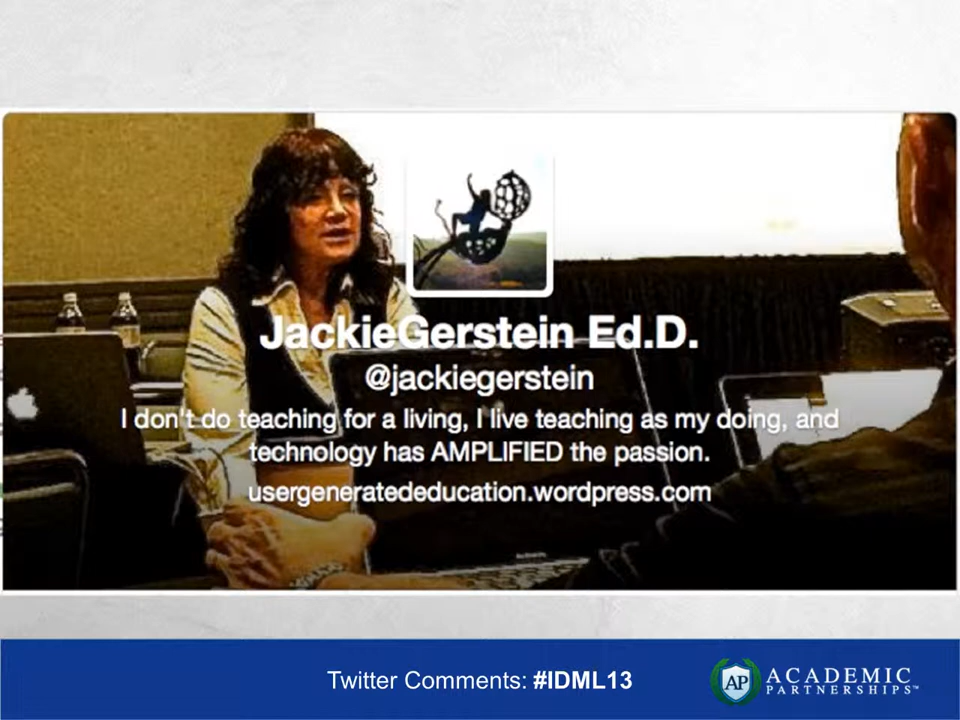 JackieGerstein Ed.D.
@jackiegerstein
I don't do teaching for a living, I live teaching as my doing, and
technology has AMPLIFIED the passion.
usergeneratededucation.wordpress.com
Twitter Comments: #IDML13
AP
ACADEMIC
PARTNERSHIPS™